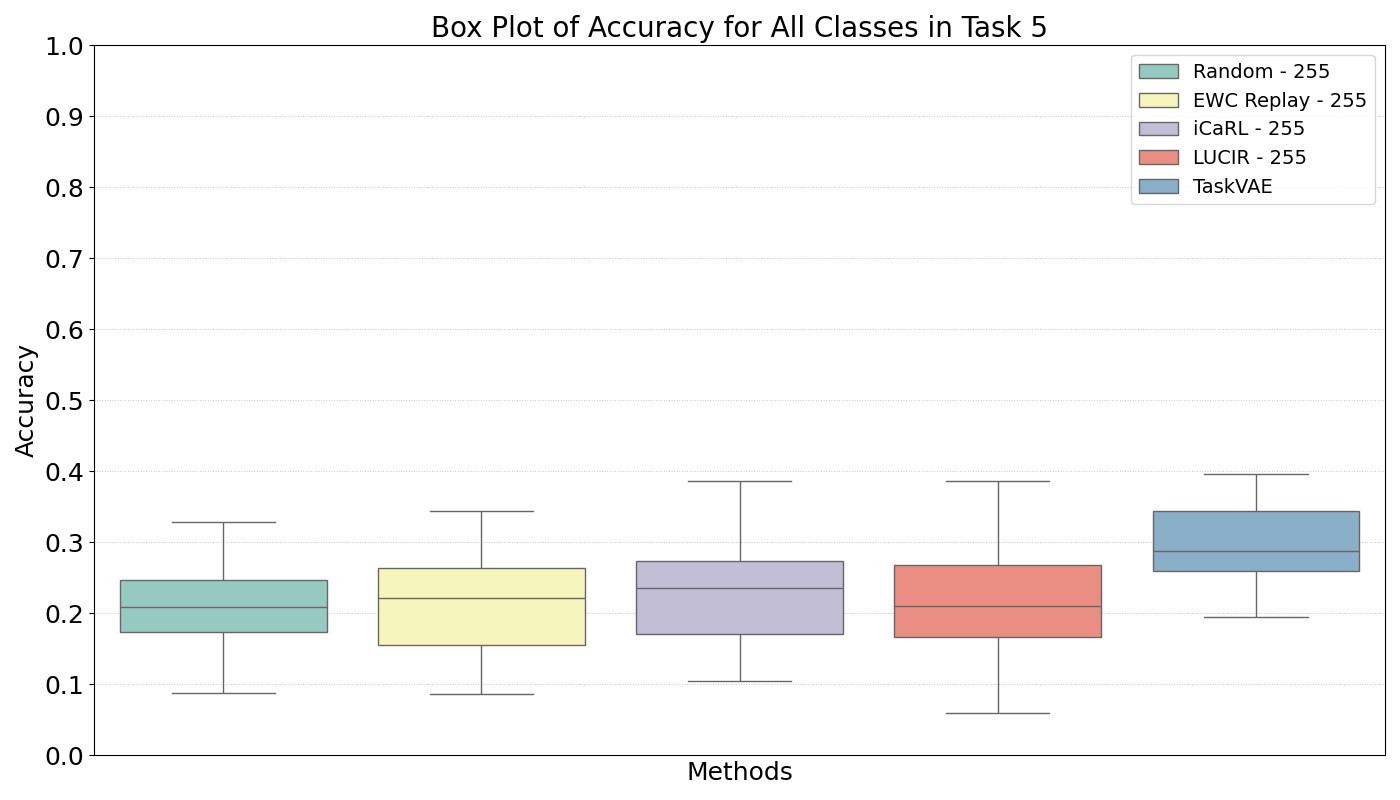 Box Plot of Accuracy for All Classes in Task 5
1.0
0.9
0.8
0.7
0.6
0.5
0.4
0.3
0.2
0.1
0.0
Accuracy
Methods
Random - 255
EWC Replay - 255
iCaRL - 255
LUCIR - 255
TaskVAE